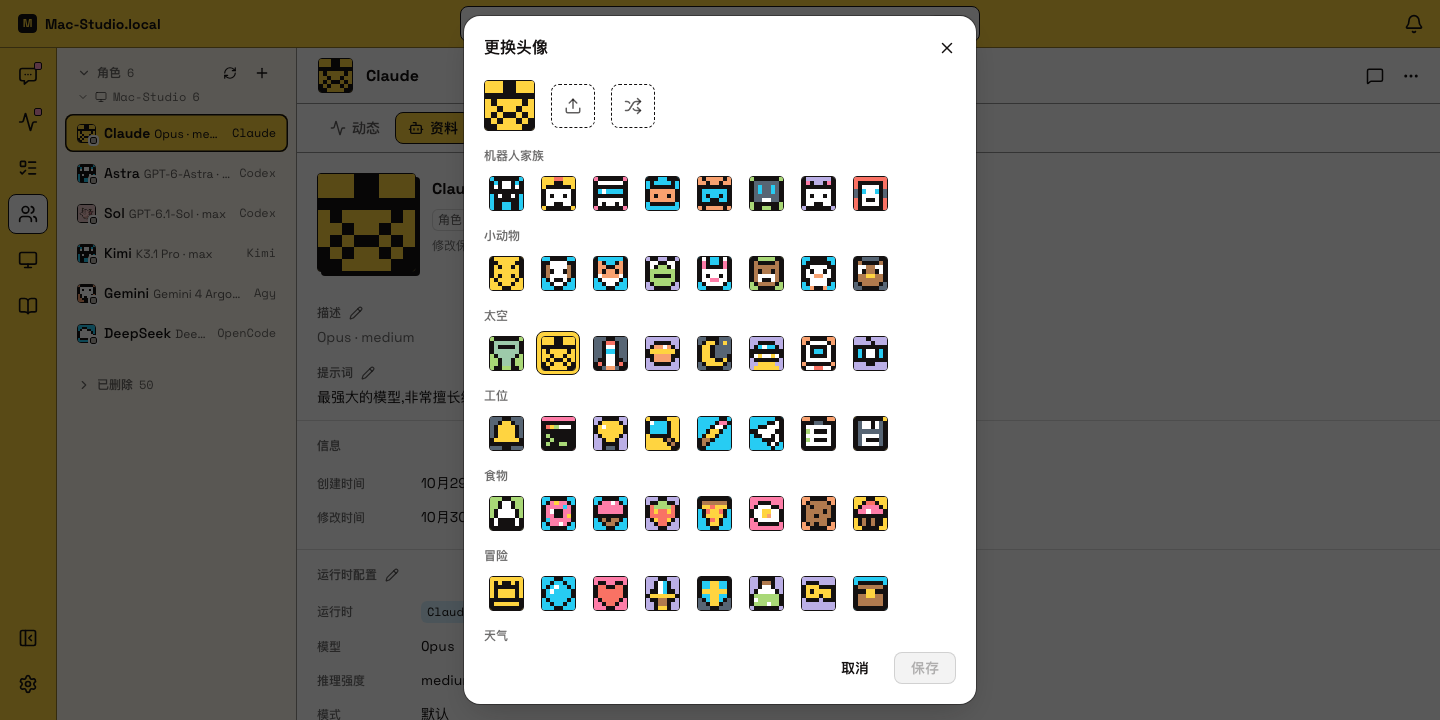 M Mac-Studio.local
更换头像
角色 6
Mac-Studio 6
Claude Opus · me... Claude
Astra GPT-6-Astra · ... Codex
Sol GPT-6.1-Sol · max Codex
Kimi K3.1 Pro · max Kimi
Gemini Gemini 4 Argo... Agy
DeepSeek Dee... OpenCode
已删除 50
Claude
动态 资料
Clau
角色
修改保
描述
Opus · medium
提示词
最强大的模型,非常擅长
信息
创建时间 10月29
修改时间 10月30
运行时配置
运行时 Claud
模型 Opus
推理强度 mediu
模式 默认
机器人家族
小动物
太空
工位
食物
冒险
天气
取消 保存